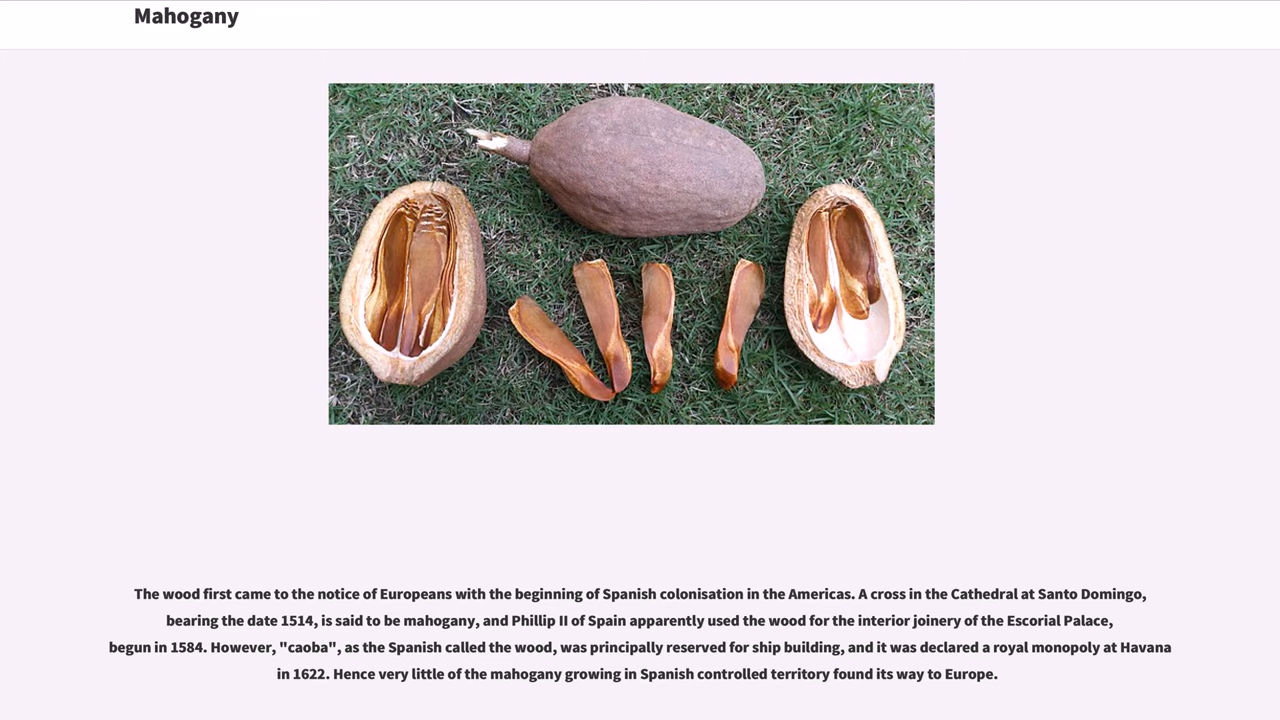 Mahogany
The wood first came to the notice of Europeans with the beginning of Spanish colonisation in the Americas. A cross in the Cathedral at Santo Domingo,
bearing the date 1514, is said to be mahogany, and Phillip II of Spain apparently used the wood for the interior joinery of the Escorial Palace,
begun in 1584. However, "caoba", as the Spanish called the wood, was principally reserved for ship building, and it was declared a royal monopoly at Havana
in 1622. Hence very little of the mahogany growing in Spanish controlled territory found its way to Europe.